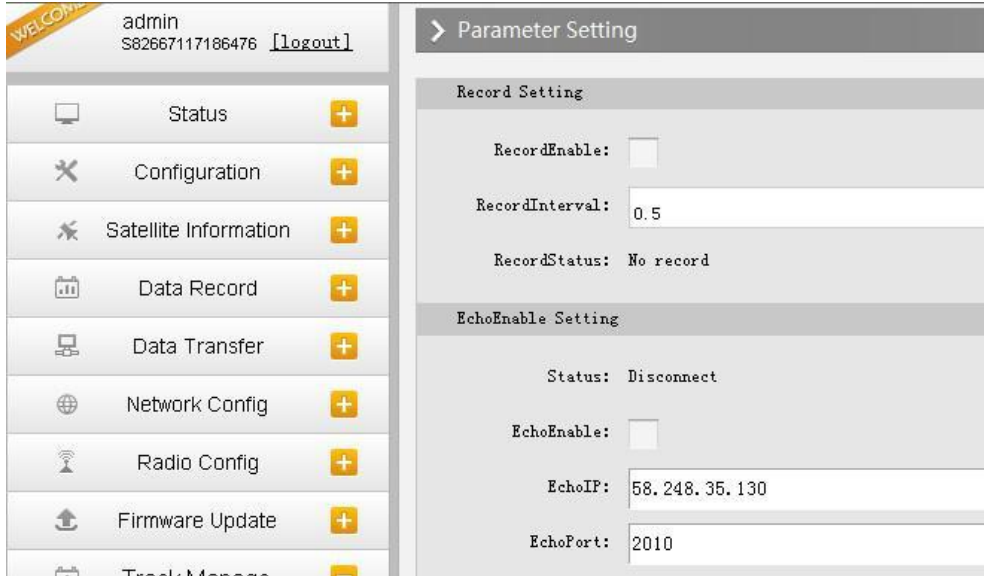 WELCOME
admin
S82667117186476 [logout]
Status
Configuration
Satellite Information
Data Record
Data Transfer
Network Config
Radio Config
Firmware Update
Track Manage
Parameter Setting
Record Setting
RecordEnable:
RecordInterval: 0.5
RecordStatus: No record
EchoEnable Setting
Status: Disconnect
EchoEnable:
EchoIP: 58.248.35.130
EchoPort: 2010